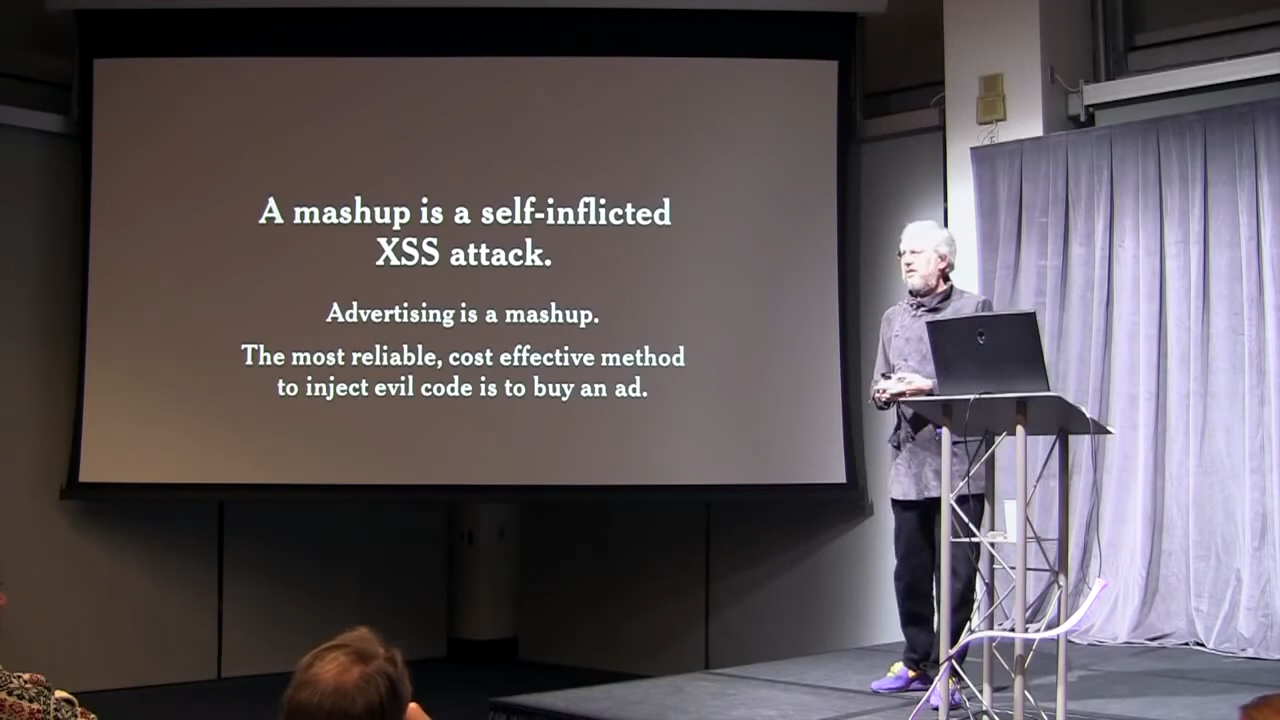 A mashup is a self-inflicted
XSS attack.
Advertising is a mashup.
The most reliable, cost effective method
to inject evil code is to buy an ad.